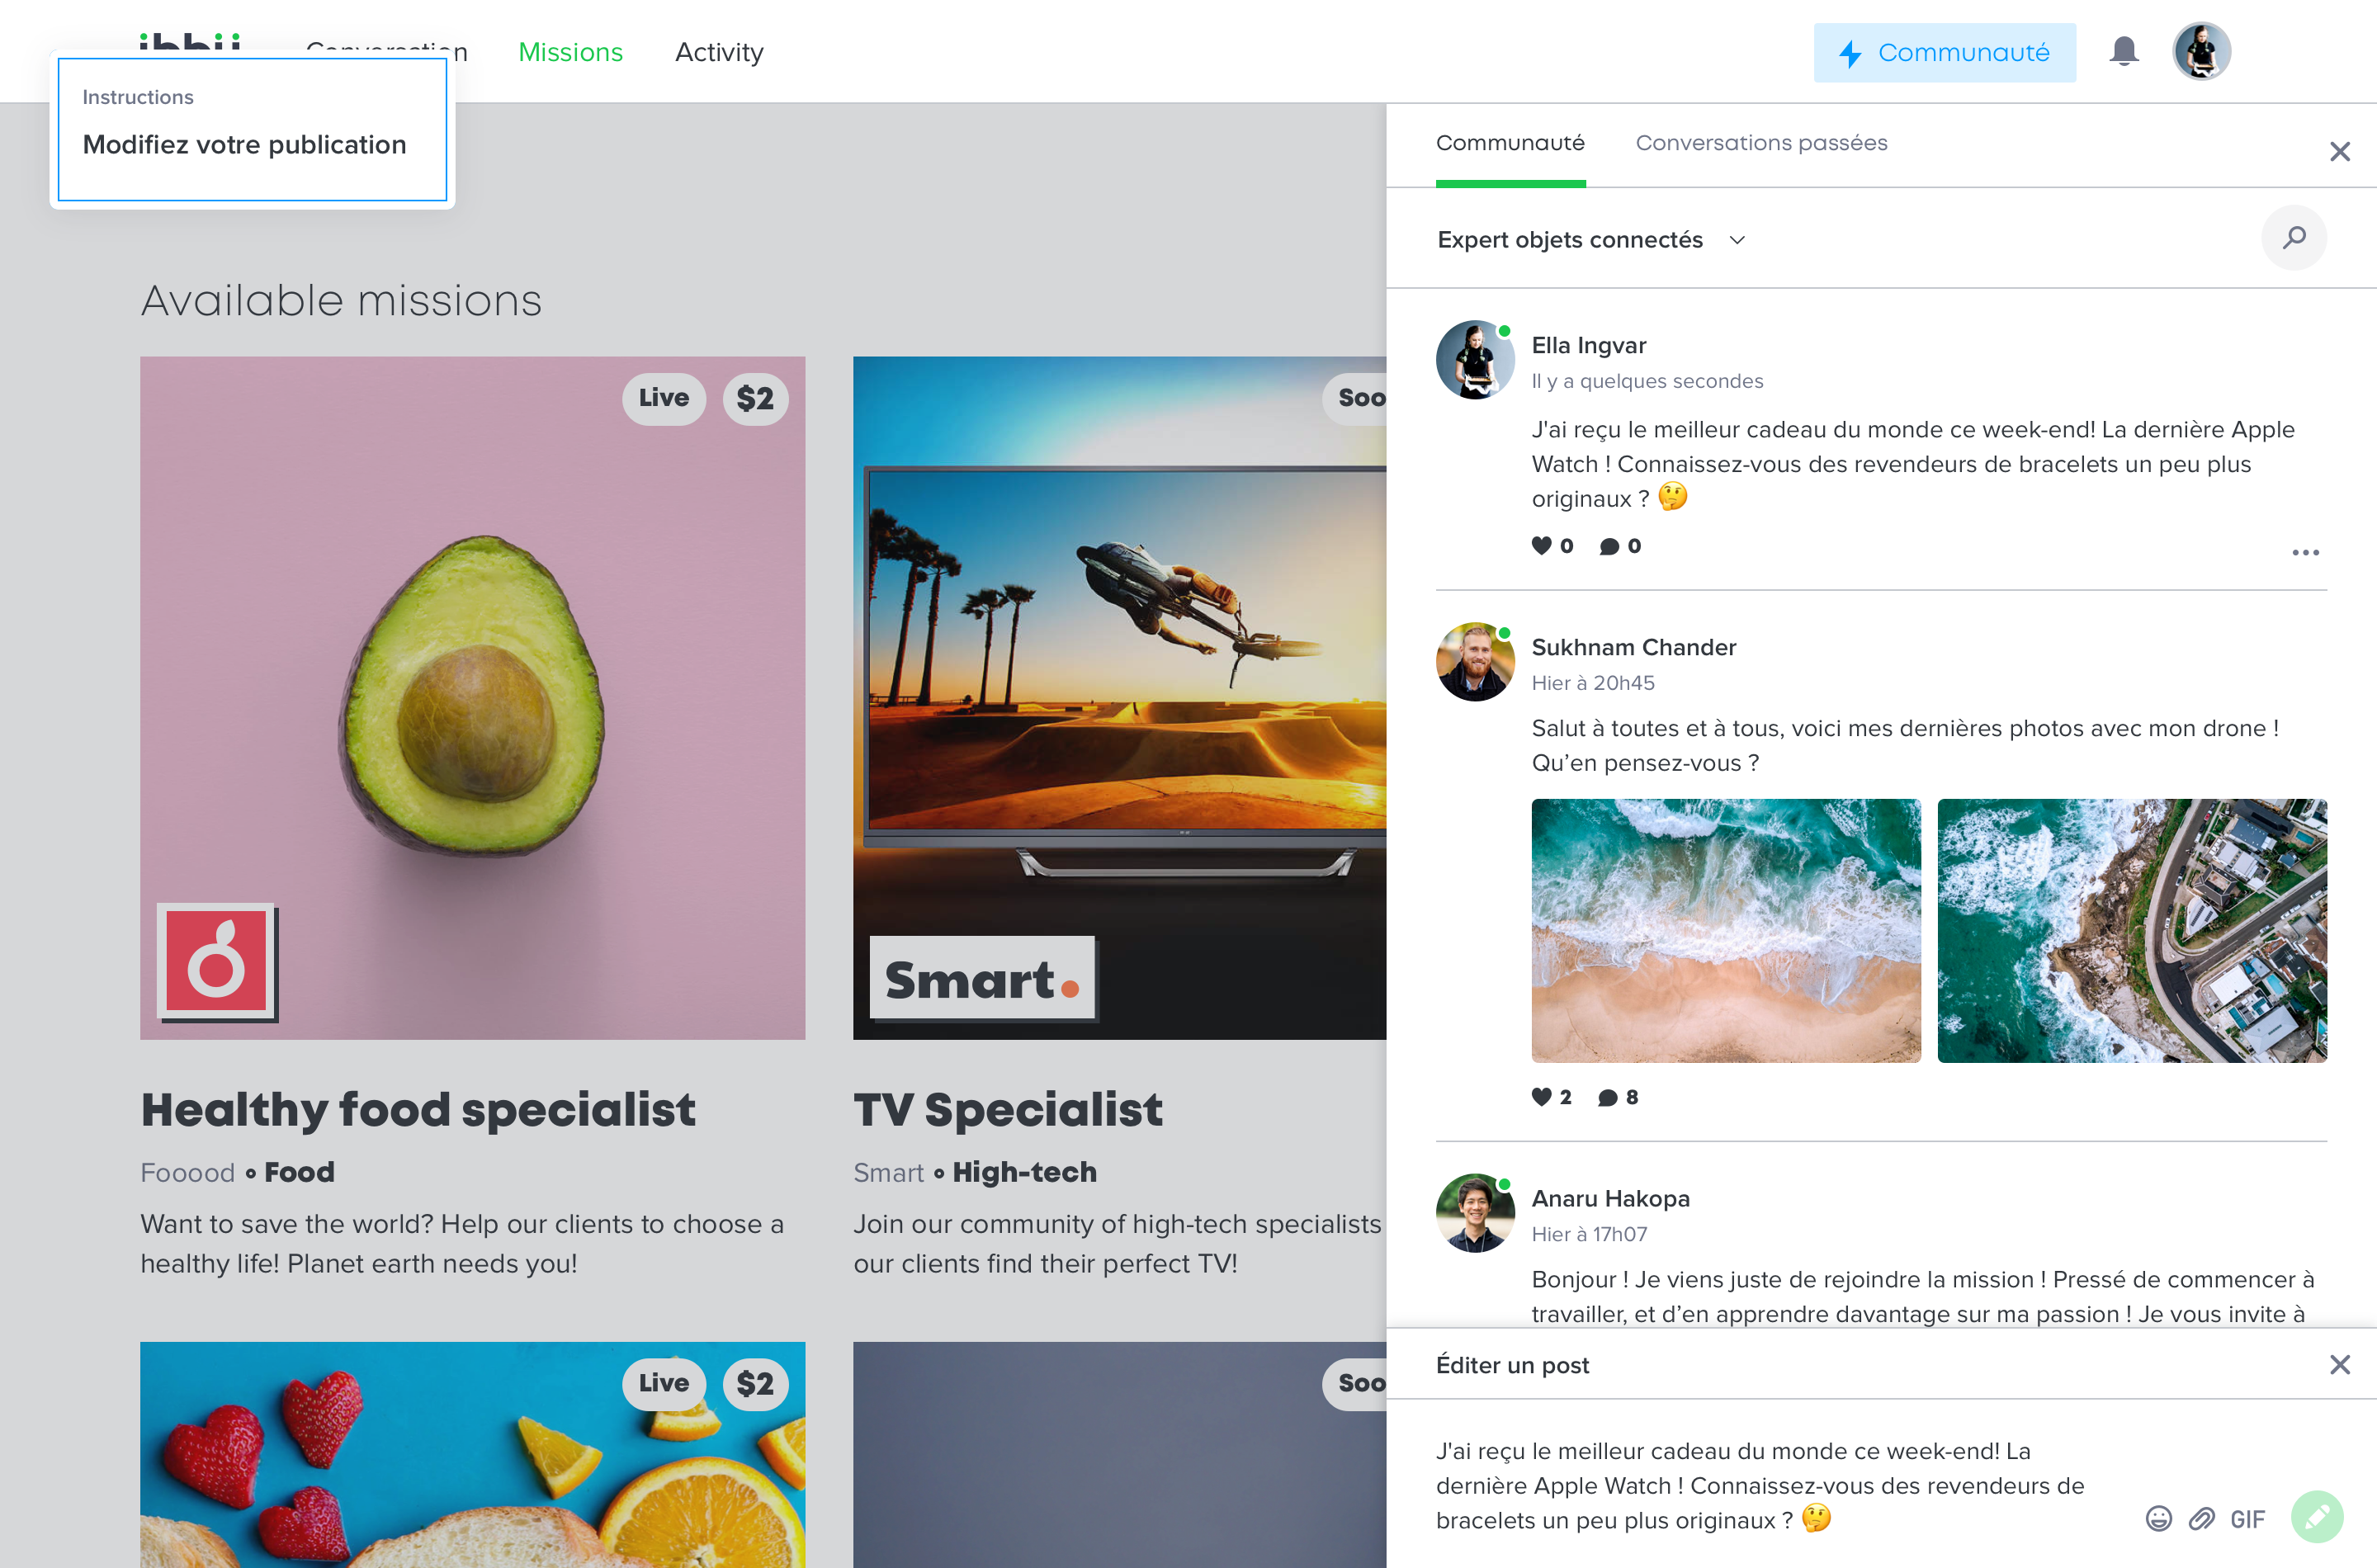 ibbü
Conversation
Missions
Activity
Communauté
Instructions
Modifiez votre publication
Communauté
Conversations passées
Expert objets connectés
Available missions
Live
$2
Soo
Smart.
Healthy food specialist
Fooood • Food
Want to save the world? Help our clients to choose a
healthy life! Planet earth needs you!
TV Specialist
Smart • High-tech
Join our community of high-tech specialists
our clients find their perfect TV!
Live
$2
Soo
Ella Ingvar
Il y a quelques secondes
J'ai reçu le meilleur cadeau du monde ce week-end! La dernière Apple
Watch ! Connaissez-vous des revendeurs de bracelets un peu plus
originaux ? 🤔
0
0
Sukhnam Chander
Hier à 20h45
Salut à toutes et à tous, voici mes dernières photos avec mon drone !
Qu’en pensez-vous ?
2
8
Anaru Hakopa
Hier à 17h07
Bonjour ! Je viens juste de rejoindre la mission ! Pressé de commencer à
travailler, et d’en apprendre davantage sur ma passion ! Je vous invite à
Éditer un post
J'ai reçu le meilleur cadeau du monde ce week-end! La
dernière Apple Watch ! Connaissez-vous des revendeurs de
bracelets un peu plus originaux ? 🤔
GIF